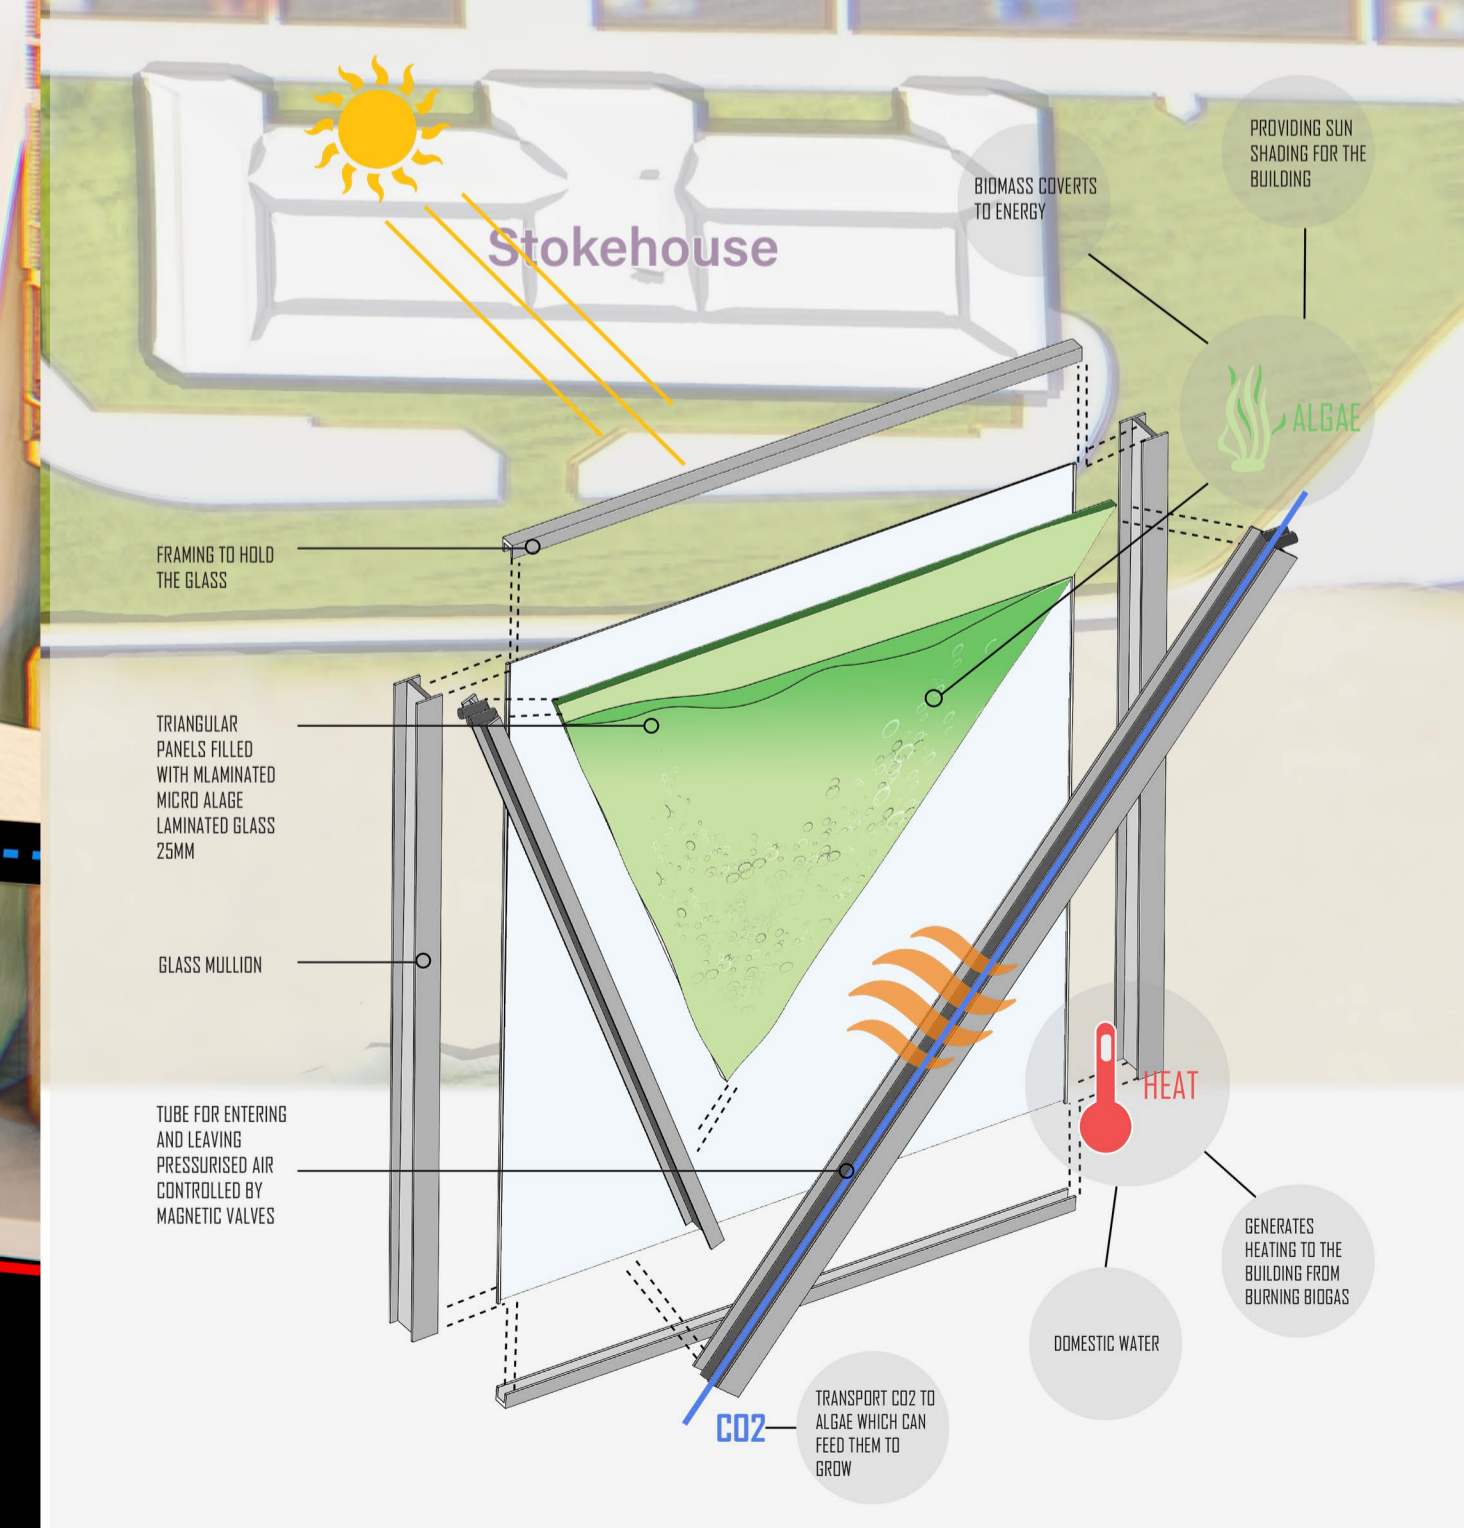 PROVIDING SUN
SHADING FOR THE
BUILDING
BIOMASS COVERTS
TO ENERGY
Stokehouse
ALGAE
FRAMING TO HOLD
THE GLASS
TRIANGULAR
PANELS FILLED
WITH MLAMINATED
MICRO ALAGE
LAMINATED GLASS
25MM
GLASS MULLION
HEAT
TUBE FOR ENTERING
AND LEAVING
PRESSURISED AIR
CONTROLLED BY
MAGNETIC VALVES
GENERATES
HEATING TO THE
BUILDING FROM
BURNING BIOGAS
DOMESTIC WATER
CO2
TRANSPORT CO2 TO
ALGAE WHICH CAN
FEED THEM TO
GROW